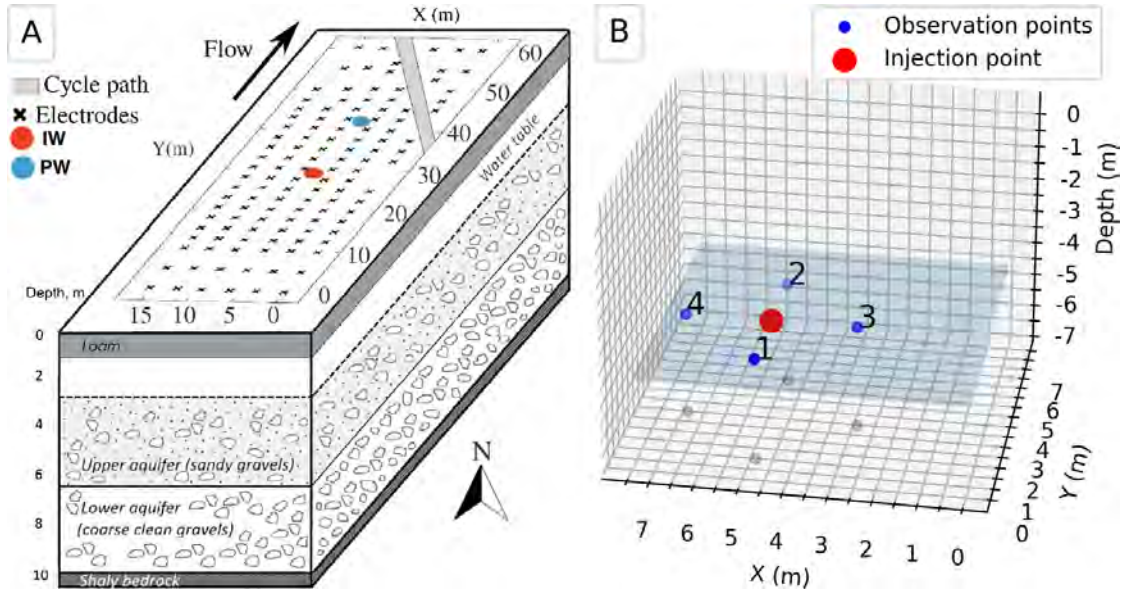 A
X (m)
Flow
Cycle path
Electrodes
IW
PW
Y(m)
60
50
40
30
20
10
0
Water table
Depth, m
15 10 5 0
0
2
4
6
8
10
Loam
Upper aquifer (sandy gravels)
Lower aquifer
(coarse clean gravels)
Shaly bedrock
N
B
Observation points
Injection point
0
-1
-2
-3
-4
-5
-6
-7
Depth (m)
2
4
3
1
7
6
5
4
3
2
1
0
Y (m)
7 6 5 4 3 2 1 0
X (m)